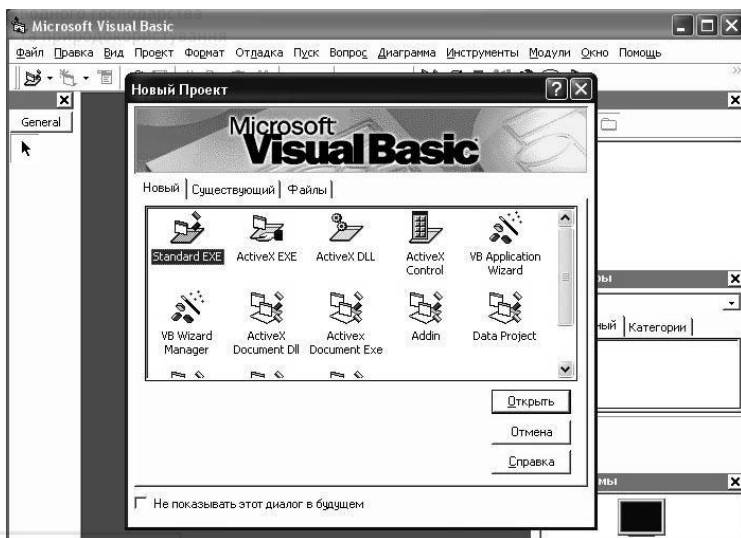 Microsoft Visual Basic
Файл Правка Вид Проект Формат Отладка Пуск Вопрос Диаграмма Инструменты Модули Окно Помощь
General
Новый Проект
Microsoft
Visual Basic
Новый Существующий Файлы
Standard EXE ActiveX EXE ActiveX DLL ActiveX Control VB Application Wizard
VB Wizard Manager ActiveX Document Dll Activex Document Exe Addin Data Project
Категории
Открыть
Отмена
Справка
Не показывать этот диалог в будущем